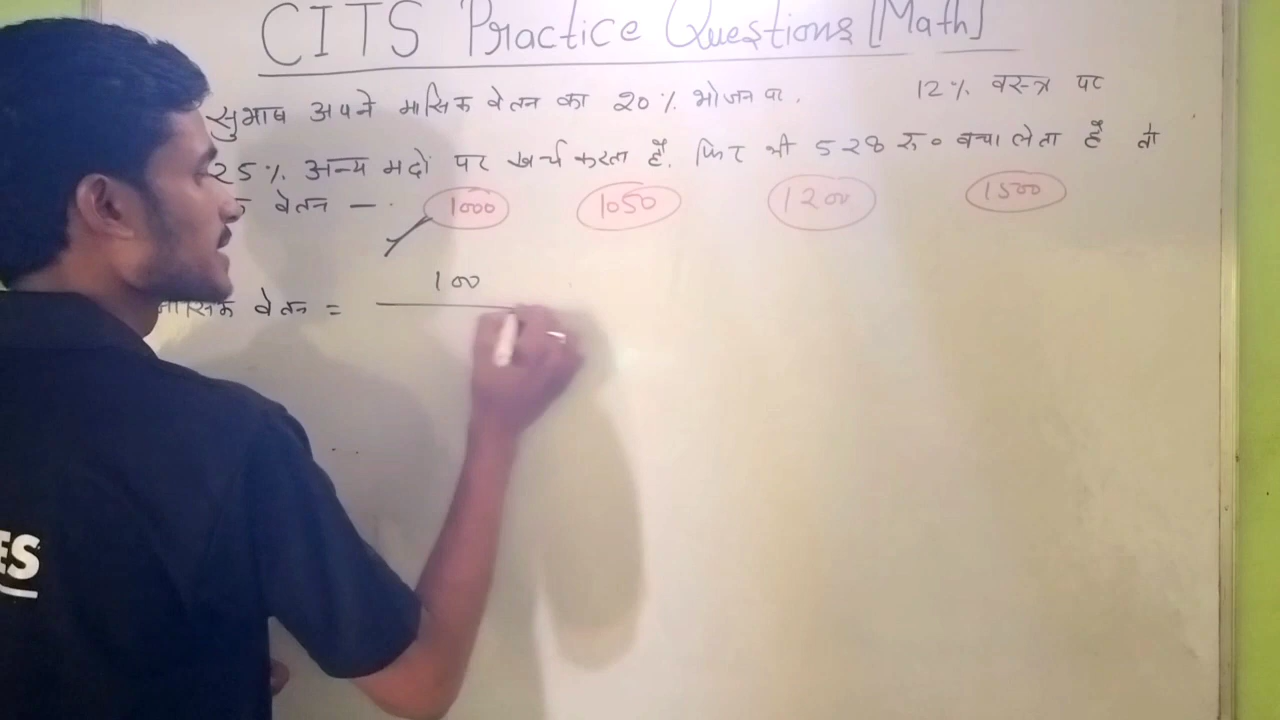 CITS Practice Questions [Math]
सुभाष अपने मासिक वेतन का 20% भोजन पर, 12% वस्त्र पर
25% अन्य मदों पर खर्च करता है. फिर भी 528 रु० बचा लेता है तो
वेतन — 1000 1050 1200 1500
100
मासिक वेतन =
ES